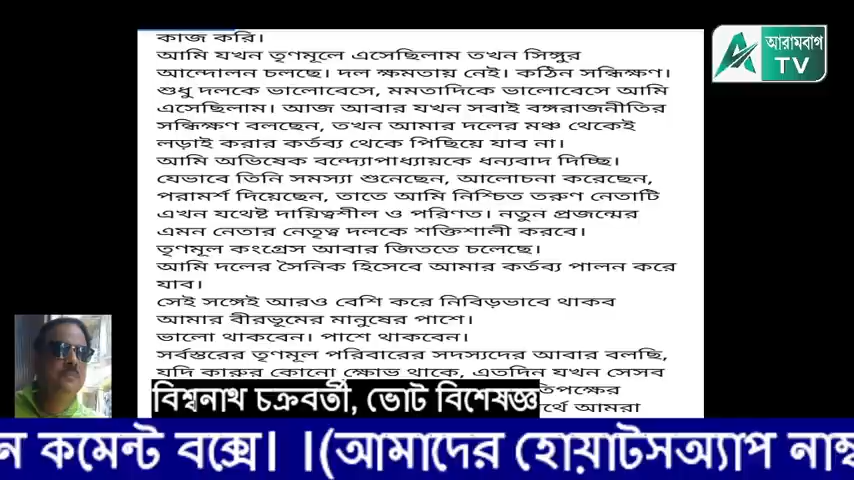 কাজ করি।
আমি যখন তৃণমূলে এসেছিলাম তখন সিঙ্গুর
আন্দোলন চলছে। দল ক্ষমতায় নেই। কঠিন সন্ধিক্ষণ।
শুধু দলকে ভালোবেসে, মমতাদিকে ভালোবেসে আমি
এসেছিলাম। আজ আবার যখন সবাই বঙ্গরাজনীতির
সন্ধিক্ষণ বলছেন, তখন আমার দলের মঞ্চ থেকেই
লড়াই করার কর্তব্য থেকে পিছিয়ে যাব না।
আমি অভিষেক বন্দ্যোপাধ্যায়কে ধন্যবাদ দিচ্ছি।
যেভাবে তিনি সমস্যা শুনেছেন, আলোচনা করেছেন,
পরামর্শ দিয়েছেন, তাতে আমি নিশ্চিত তরুণ নেতাটি
এখন যথেষ্ট দায়িত্বশীল ও পরিণত। নতুন প্রজন্মের
এমন নেতার নেতৃত্ব দলকে শক্তিশালী করবে।
তৃণমূল কংগ্রেস আবার জিততে চলেছে।
আমি দলের সৈনিক হিসেবে আমার কর্তব্য পালন করে
যাব।
সেই সঙ্গেই আরও বেশি করে নিবিড়ভাবে থাকব
আমার বীরভূমের মানুষের পাশে।
ভালো থাকবেন। পাশে থাকবেন।
সর্বস্তরের তৃণমূল পরিবারের সদস্যদের আবার বলছি,
যদি কারুর কোনো ক্ষোভ থাকে, এতদিন যখন সেসব
তিপক্ষের
র্থে আমরা
আরামবাগ
TV
বিশ্বনাথ চক্রবর্তী, ভোট বিশেষজ্ঞ
ন কমেন্ট বক্সে। ।(আমাদের হোয়াটসঅ্যাপ নাম্ব